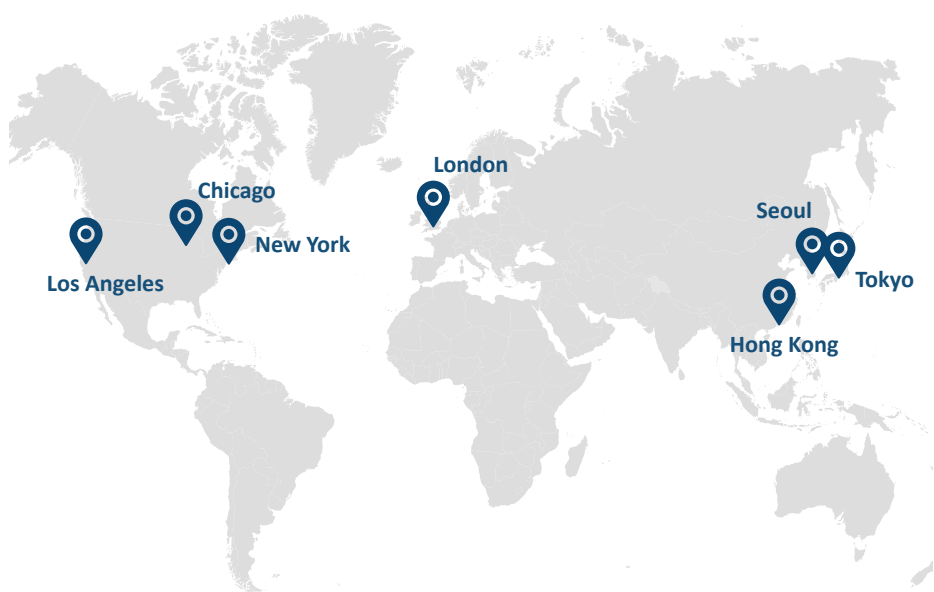 London
Chicago
Seoul
New York
Los Angeles
Tokyo
Hong Kong